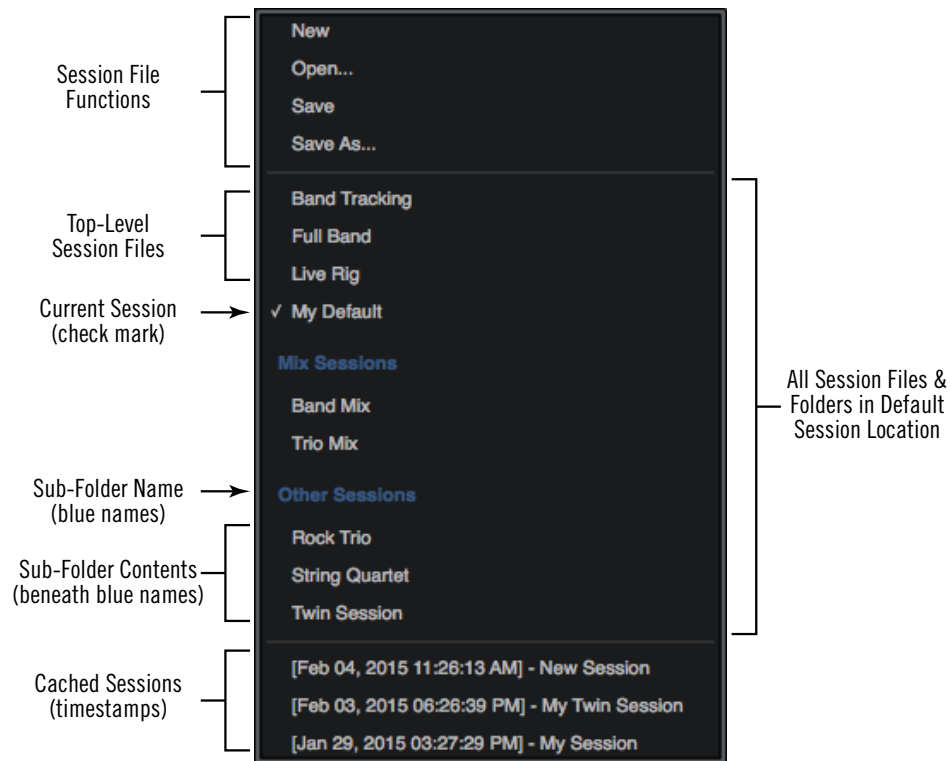 New
Open...
Save
Save As...
Session File
Functions
Band Tracking
Full Band
Live Rig
Top-Level
Session Files
Current Session
(check mark)
✓ My Default
Mix Sessions
Band Mix
Trio Mix
All Session Files &
Folders in Default
Session Location
Sub-Folder Name
(blue names)
Other Sessions
Rock Trio
String Quartet
Twin Session
Sub-Folder Contents
(beneath blue names)
Cached Sessions
(timestamps)
[Feb 04, 2015 11:26:13 AM] - New Session
[Feb 03, 2015 06:26:39 PM] - My Twin Session
[Jan 29, 2015 03:27:29 PM] - My Session